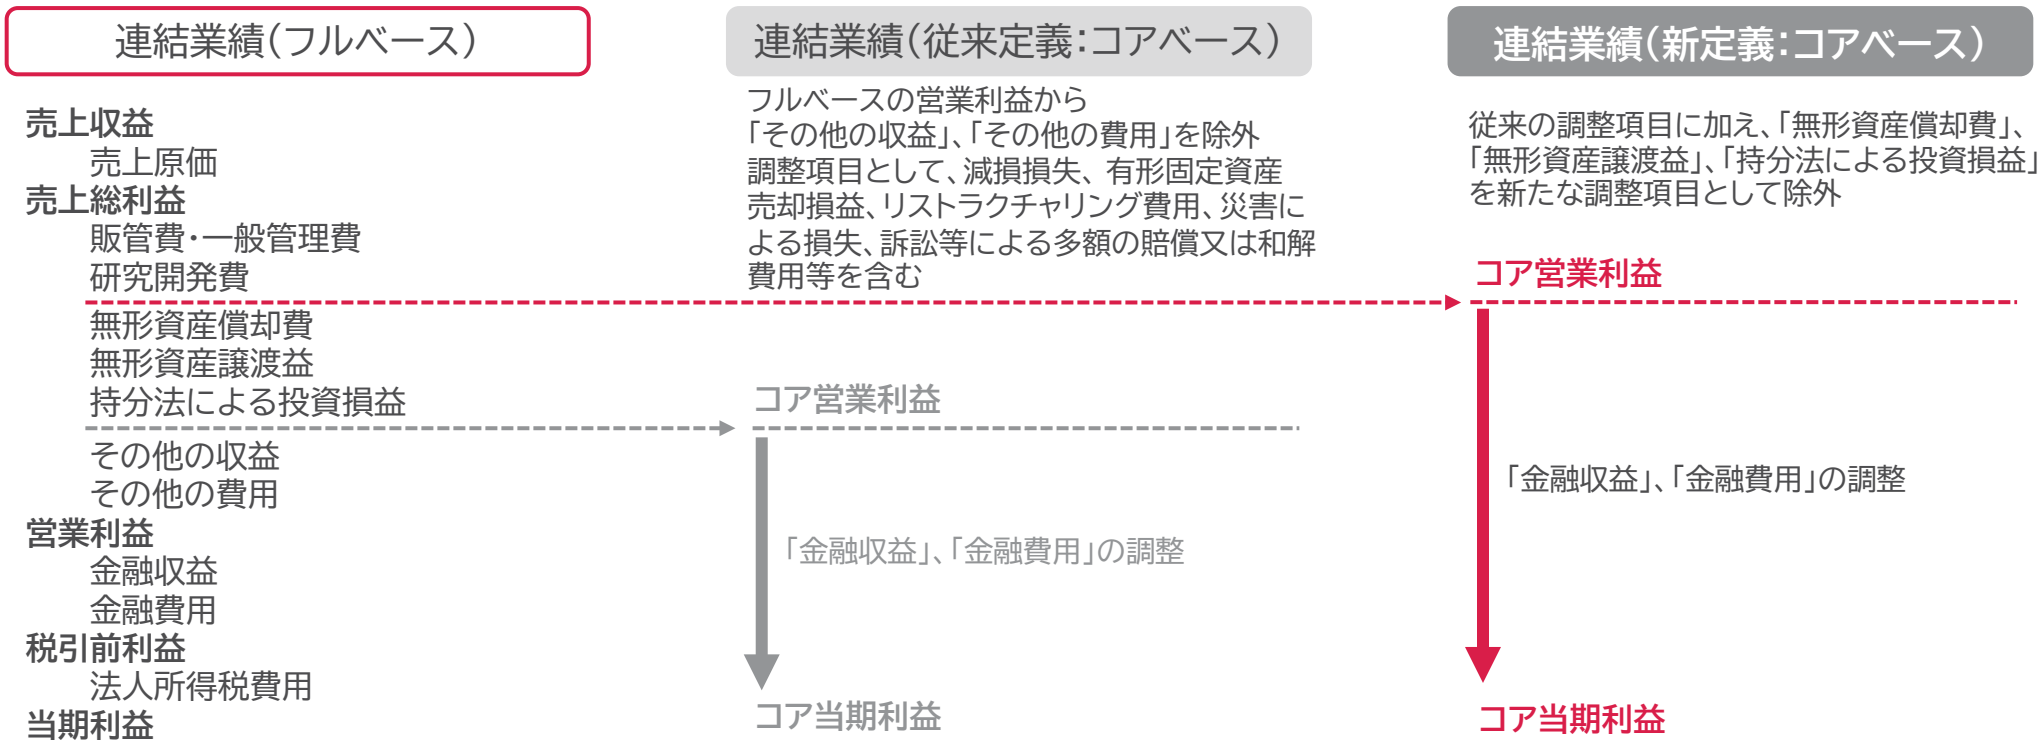 連結業績(フルベース)
売上収益
売上原価
売上総利益
販管費・一般管理費
研究開発費
無形資産償却費
無形資産譲渡益
持分法による投資損益
その他の収益
その他の費用
営業利益
金融収益
金融費用
税引前利益
法人所得税費用
当期利益
連結業績(従来定義:コアベース)
フルベースの営業利益から
「その他の収益」、「その他の費用」を除外
調整項目として、減損損失、有形固定資産
売却損益、リストラクチャリング費用、災害に
よる損失、訴訟等による多額の賠償又は和解
費用等を含む
コア営業利益
「金融収益」、「金融費用」の調整
コア当期利益
連結業績(新定義:コアベース)
従来の調整項目に加え、「無形資産償却費」、
「無形資産譲渡益」、「持分法による投資損益」
を新たな調整項目として除外
コア営業利益
「金融収益」、「金融費用」の調整
コア当期利益